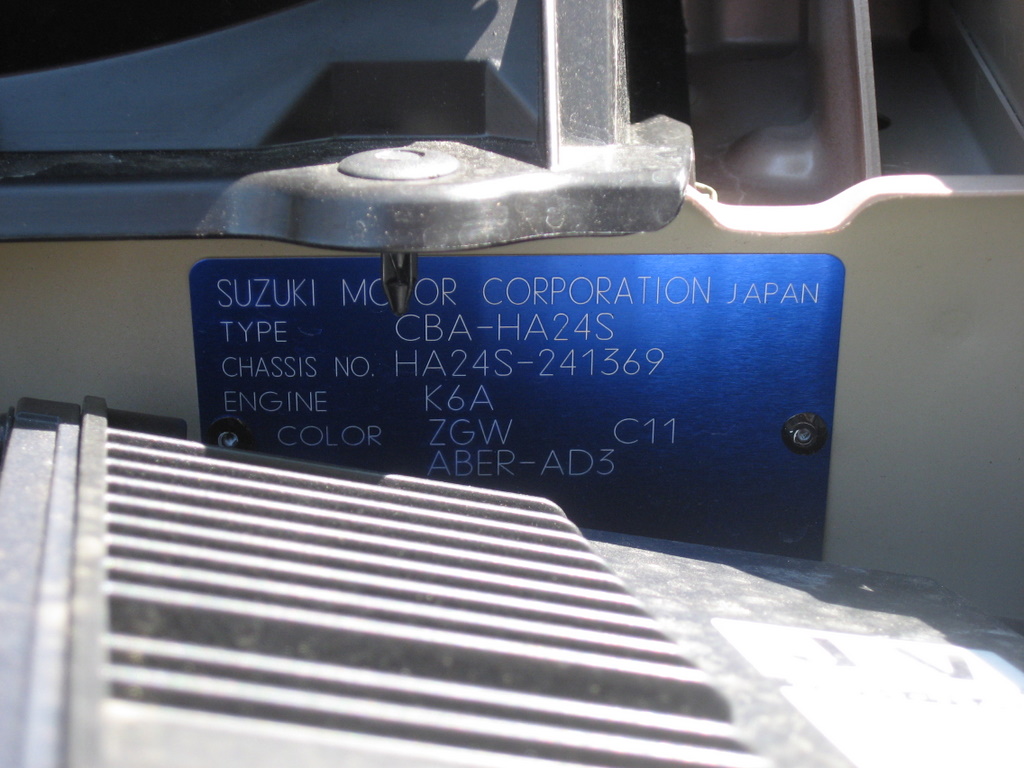 SUZUKI MOTOR CORPORATION JAPAN
TYPE CBA-HA24S
CHASSIS NO. HA24S-241369
ENGINE K6A
COLOR ZGW C11
ABER-AD3